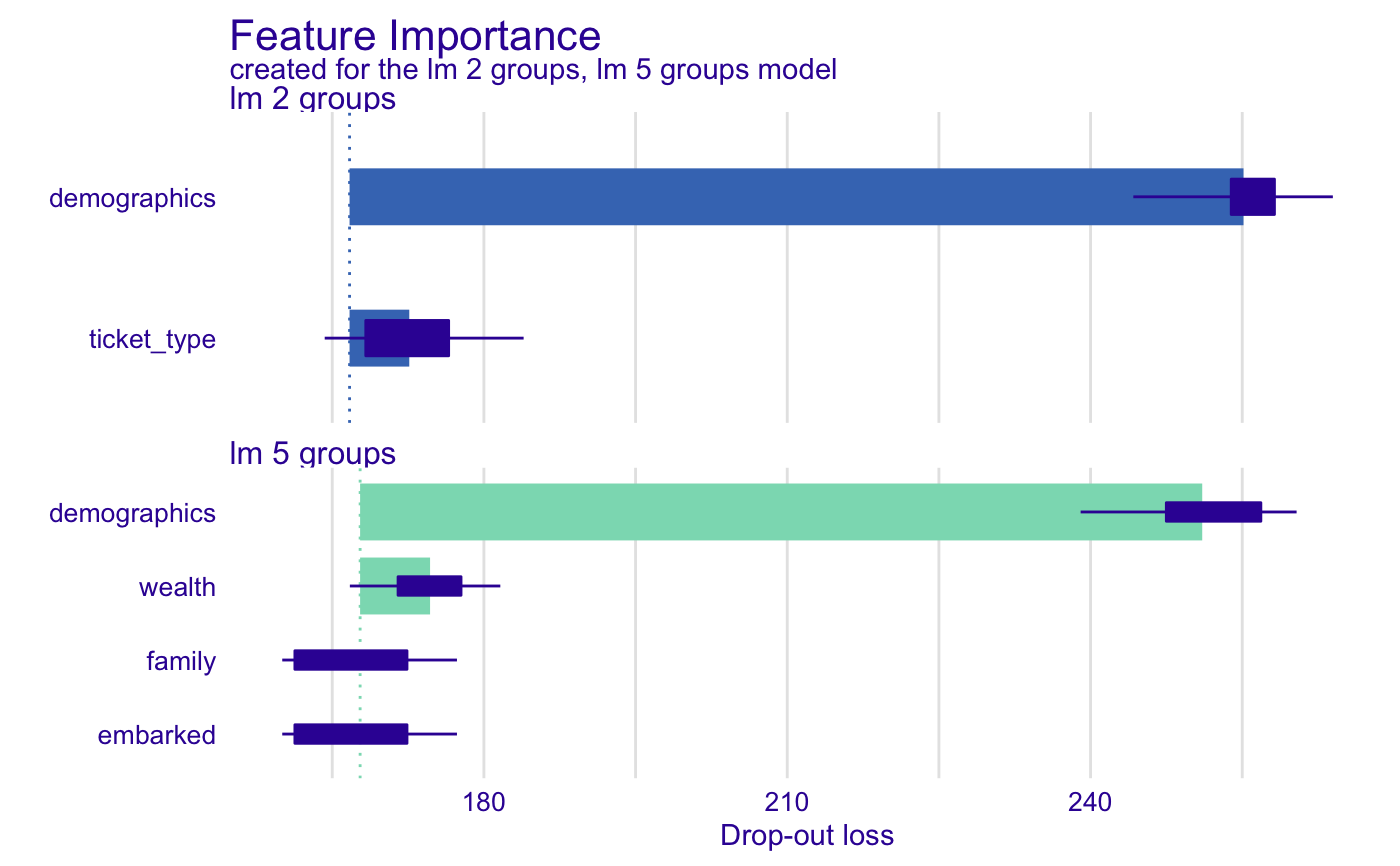 Feature Importance
created for the lm 2 groups, lm 5 groups model
lm 2 groups
demographics
ticket_type
lm 5 groups
demographics
wealth
family
embarked
180 210 240
Drop-out loss